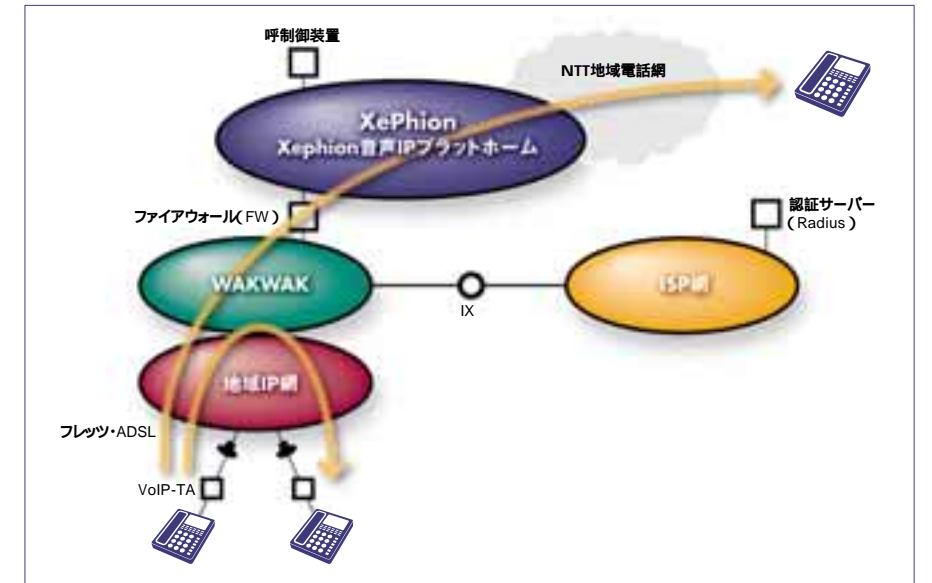 呼制御装置
NTT地域電話網
XePhion
Xephion音声IPプラットホーム
ファイアウォール(FW)
認証サーバー
(Radius)
WAKWAK
ISP網
IX
地域IP網
フレッツ・ADSL
VoIP-TA